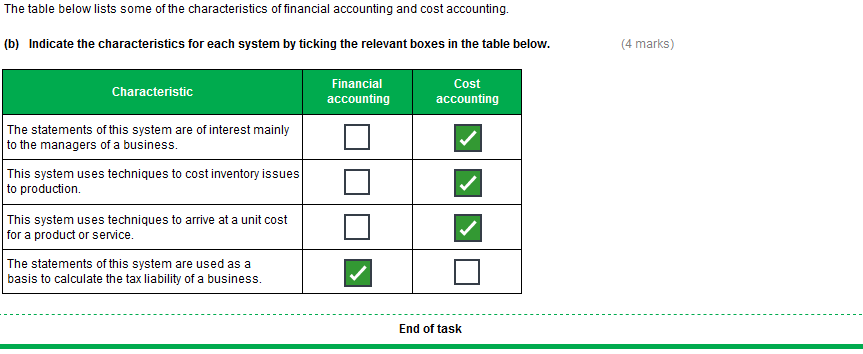 The table below lists some of the characteristics of financial accounting and cost accounting.
(b) Indicate the characteristics for each system by ticking the relevant boxes in the table below. (4 marks)
Characteristic
Financial
accounting
Cost
accounting
The statements of this system are of interest mainly
to the managers of a business.
This system uses techniques to cost inventory issues
to production.
This system uses techniques to arrive at a unit cost
for a product or service.
The statements of this system are used as a
basis to calculate the tax liability of a business.
End of task